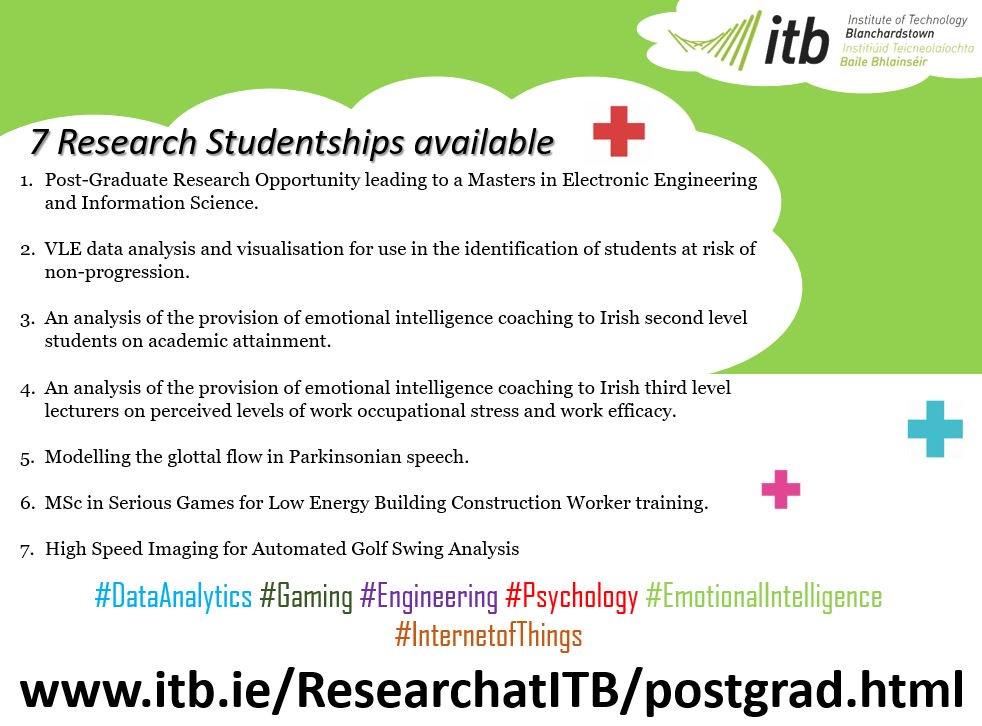 itb
Institute of Technology
Blanchardstown
Institiúid Teicneolaíochta
Baile Bhlainséir
7 Research Studentships available
1. Post-Graduate Research Opportunity leading to a Masters in Electronic Engineering
and Information Science.
2. VLE data analysis and visualisation for use in the identification of students at risk of
non-progression.
3. An analysis of the provision of emotional intelligence coaching to Irish second level
students on academic attainment.
4. An analysis of the provision of emotional intelligence coaching to Irish third level
lecturers on perceived levels of work occupational stress and work efficacy.
5. Modelling the glottal flow in Parkinsonian speech.
6. MSc in Serious Games for Low Energy Building Construction Worker training.
7. High Speed Imaging for Automated Golf Swing Analysis
#DataAnalytics #Gaming #Engineering #Psychology #EmotionalIntelligence
#InternetofThings
www.itb.ie/ResearchatITB/postgrad.html